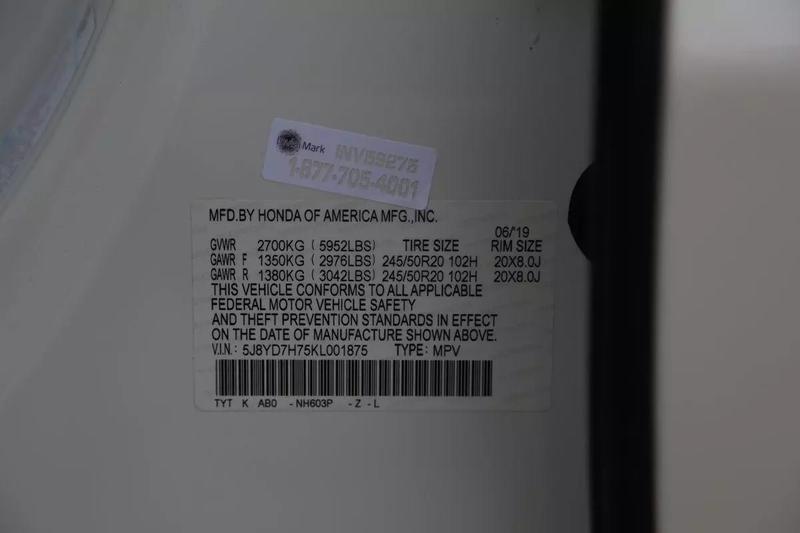 Mark INV59275
1-877-705-4001
MFD.BY HONDA OF AMERICA MFG.,INC.
06/'19
GVWR 2700KG (5952LBS) TIRE SIZE RIM SIZE
GAWR F 1350KG (2976LBS) 245/50R20 102H 20X8.0J
GAWR R 1380KG (3042LBS) 245/50R20 102H 20X8.0J
THIS VEHICLE CONFORMS TO ALL APPLICABLE
FEDERAL MOTOR VEHICLE SAFETY
AND THEFT PREVENTION STANDARDS IN EFFECT
ON THE DATE OF MANUFACTURE SHOWN ABOVE.
V.I.N.: 5J8YD7H75KL001875 TYPE: MPV
TYT K AB0 -NH603P -Z-L